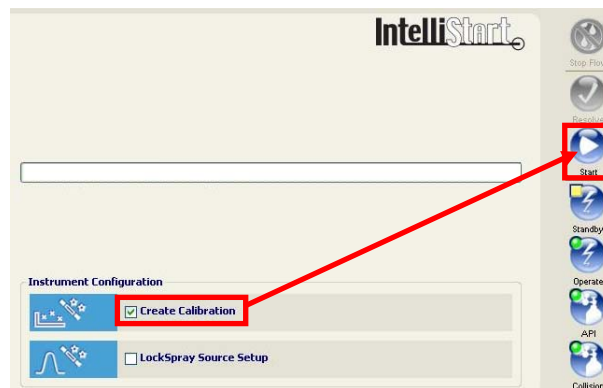 IntelliStart
Stop Flow
Resolve
Start
Standby
Operate
API
Collision
Instrument Configuration
Create Calibration
LockSpray Source Setup